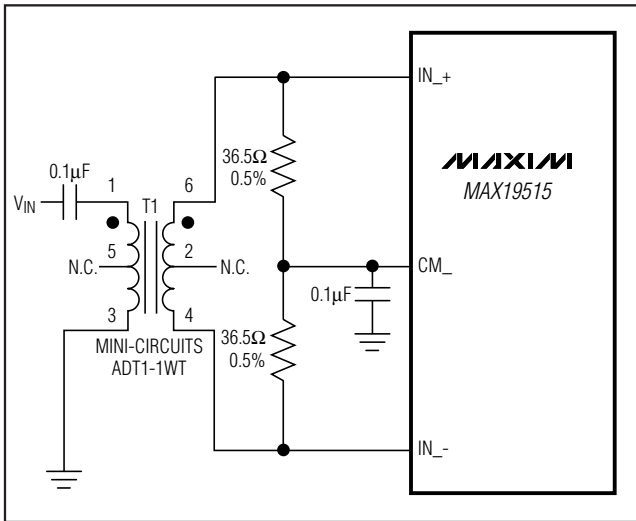 IN_+
36.5Ω
0.5%
MAXIM
MAX19515
0.1µF
VIN
1
6
T1
5
2
N.C.
N.C.
CM_
0.1µF
3
4
MINI-CIRCUITS
ADT1-1WT
36.5Ω
0.5%
IN_-